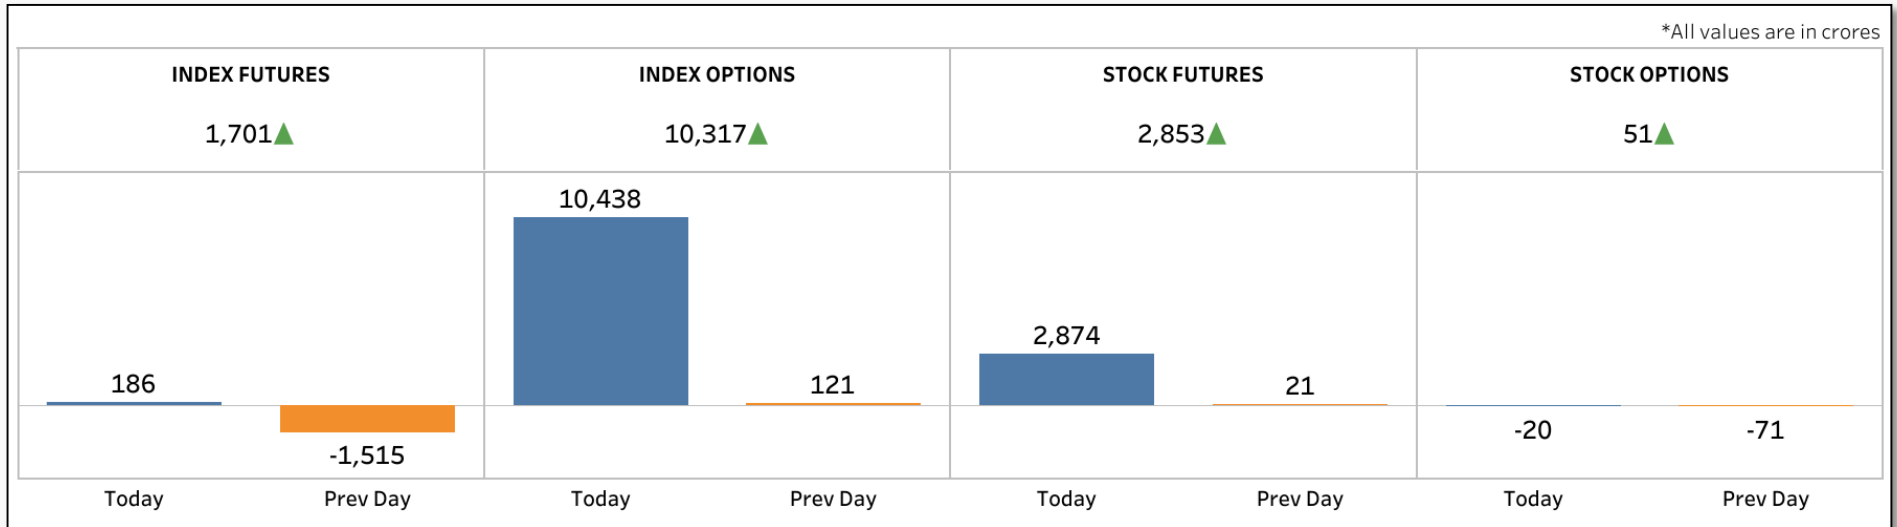 *All values are in crores
INDEX FUTURES
INDEX OPTIONS
STOCK FUTURES
STOCK OPTIONS
1,701▲
10,317▲
2,853▲
51▲
186
-1,515
10,438
121
2,874
21
-20
-71
Today
Prev Day
Today
Prev Day
Today
Prev Day
Today
Prev Day